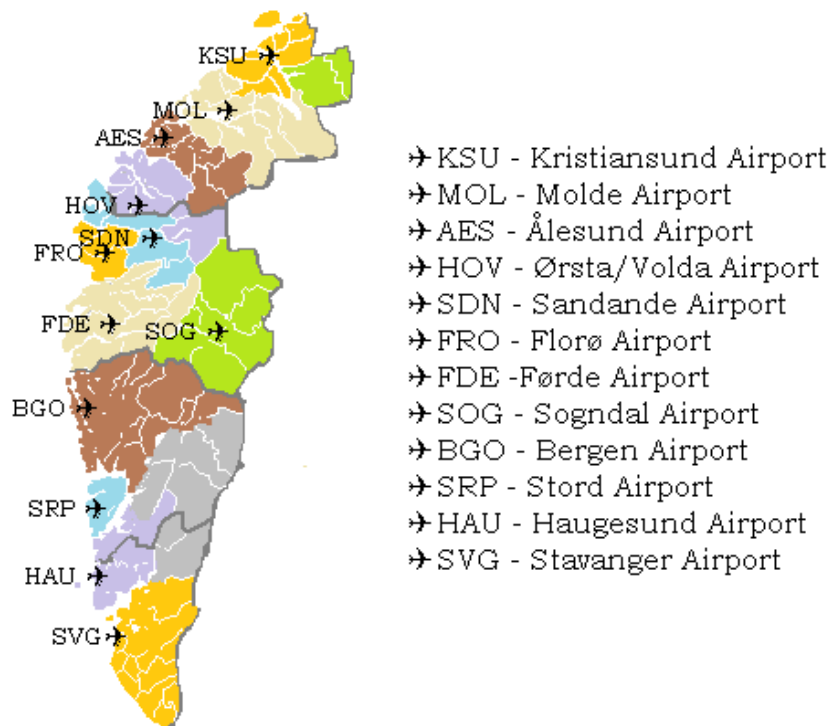 KSU
MOL
AES
HOV
SDN
FRO
FDE
SOG
BGO
SRP
HAU
SVG
KSU - Kristiansund Airport
MOL - Molde Airport
AES - Ålesund Airport
HOV - Ørsta/Volda Airport
SDN - Sandande Airport
FRO - Florø Airport
FDE -Førde Airport
SOG - Sogndal Airport
BGO - Bergen Airport
SRP - Stord Airport
HAU - Haugesund Airport
SVG - Stavanger Airport